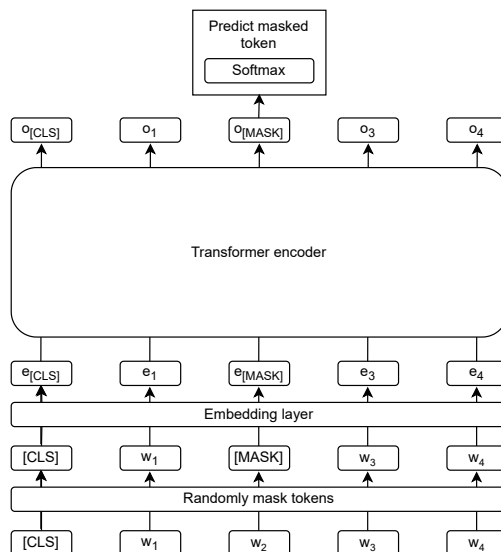 Predict masked
token
Softmax
o[CLS] o1 o[MASK] o3 o4
Transformer encoder
e[CLS] e1 e[MASK] e3 e4
Embedding layer
[CLS] w1 [MASK] w3 w4
Randomly mask tokens
[CLS] w1 w2 w3 w4